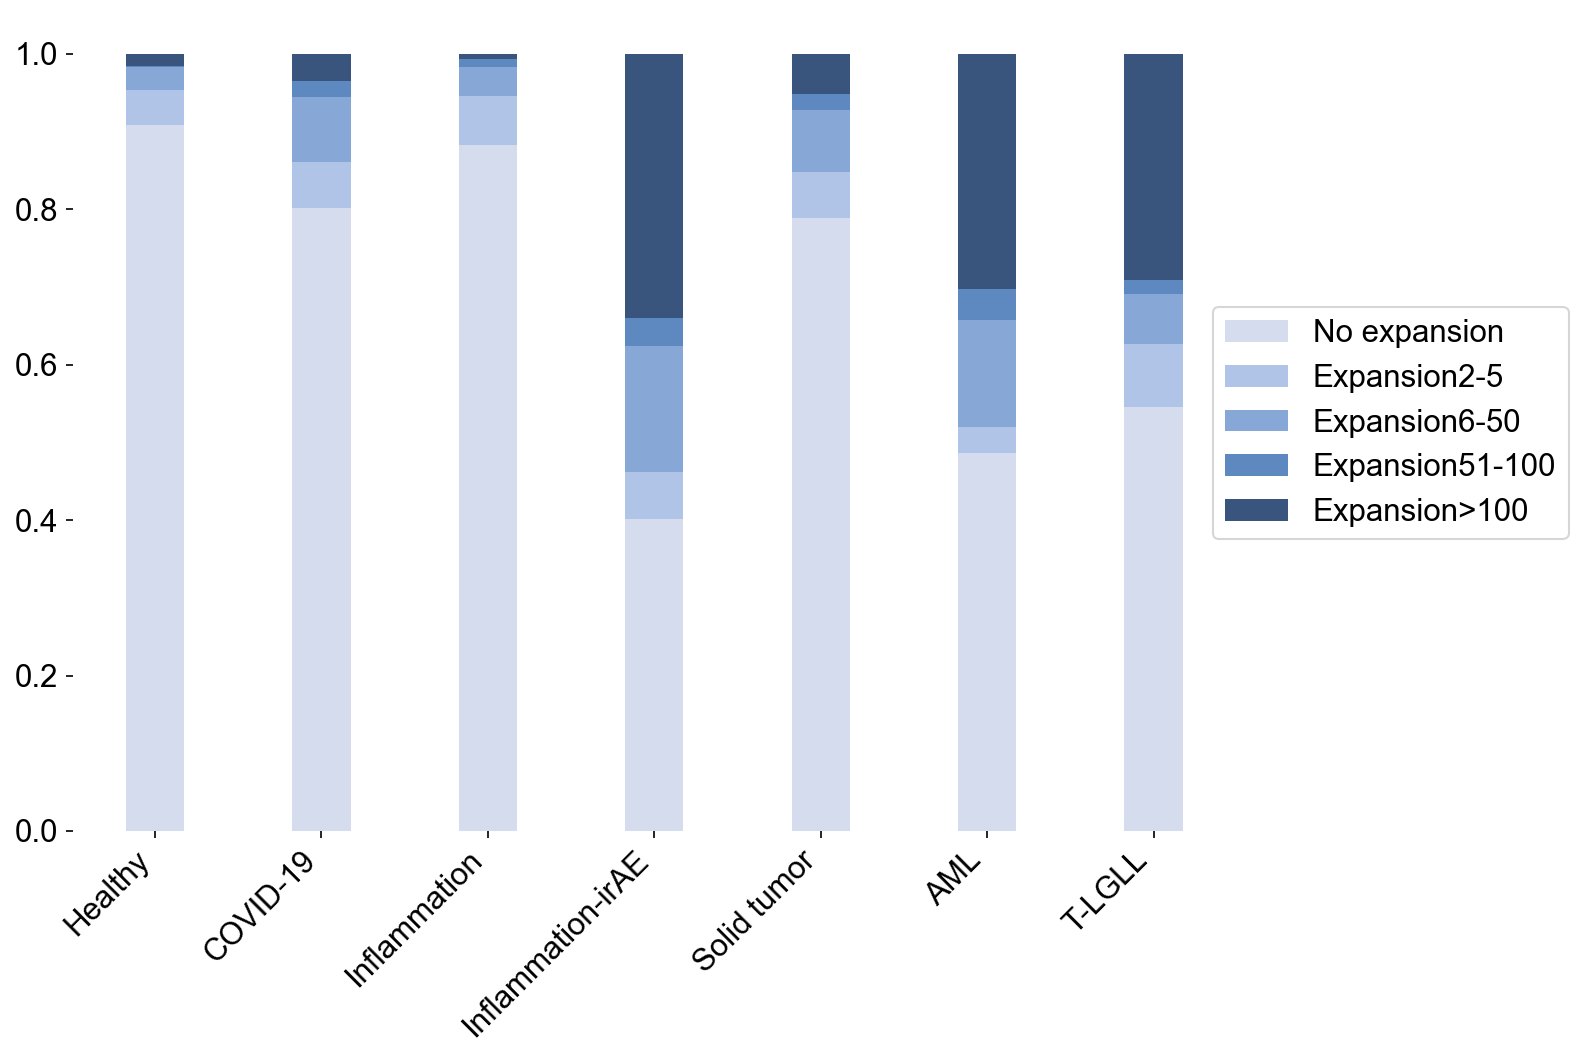 1.0
0.8
0.6
0.4
0.2
0.0
Healthy
COVID-19
Inflammation
Inflammation-irAE
Solid tumor
AML
T-LGLL
No expansion
Expansion2-5
Expansion6-50
Expansion51-100
Expansion>100